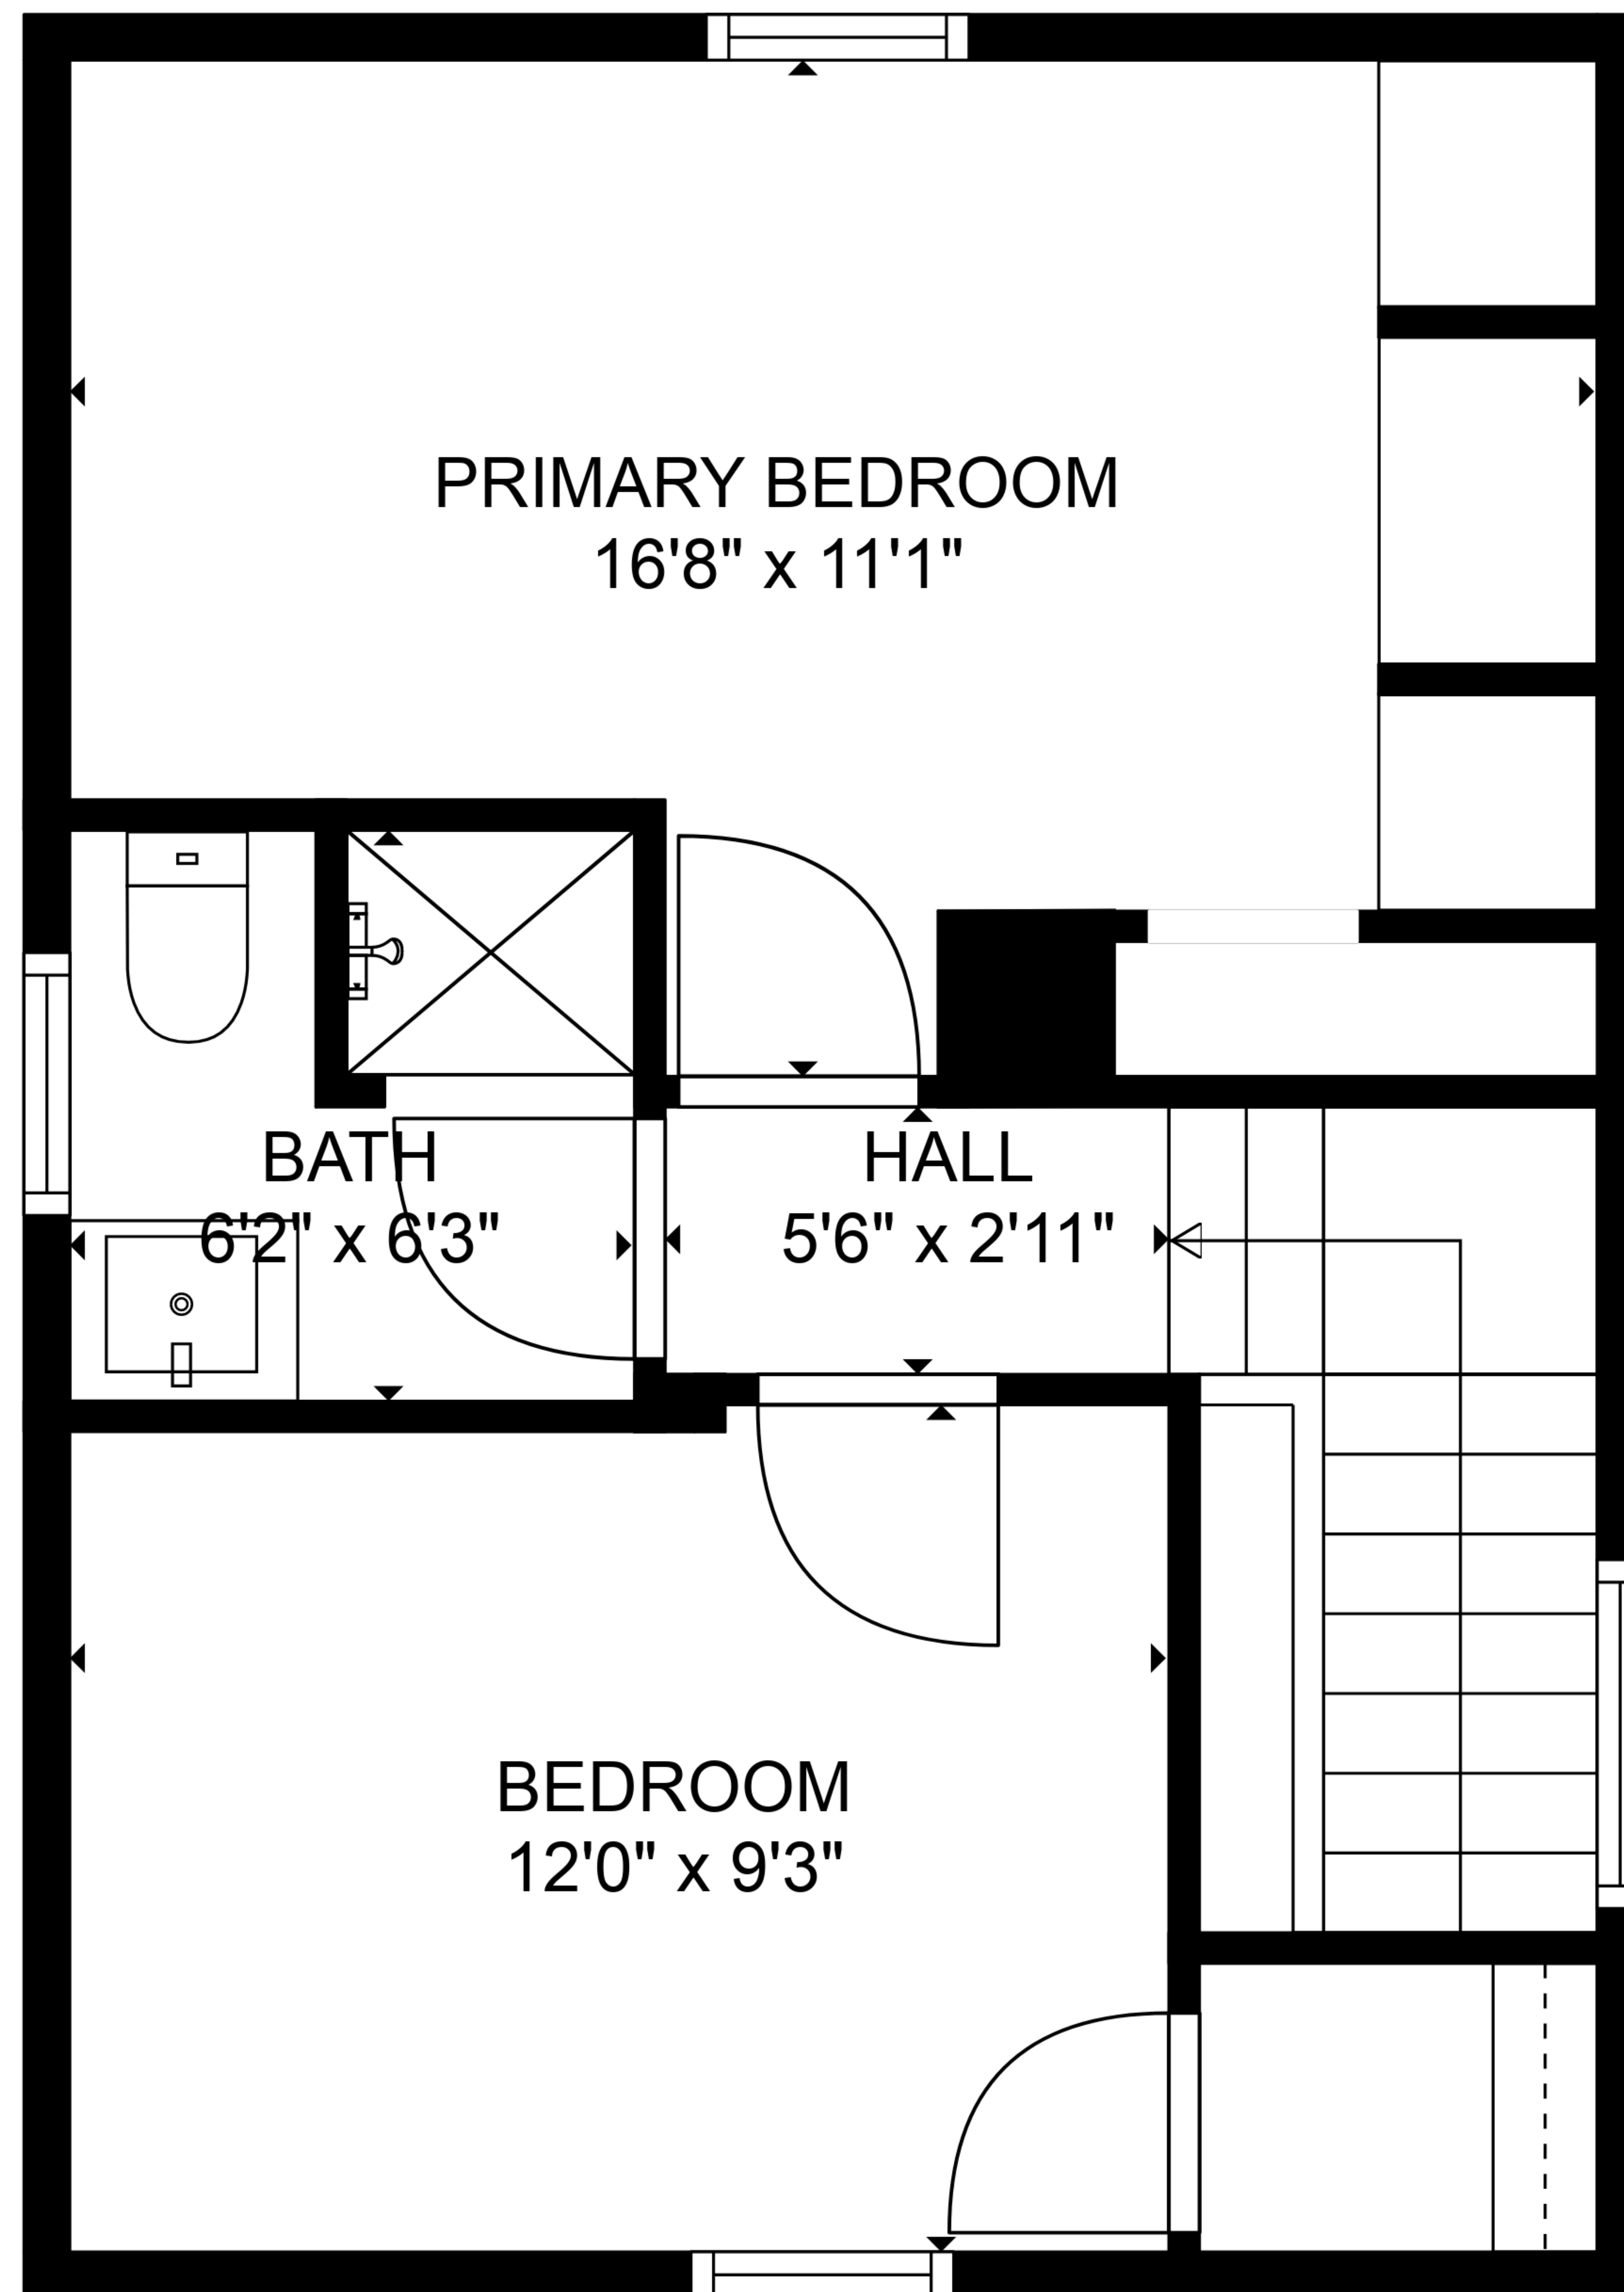 PRIMARY BEDROOM
16'8" x 11'1"
BATH
6'2" x 6'3"
HALL
5'6" x 2'11"
BEDROOM
12'0" x 9'3"